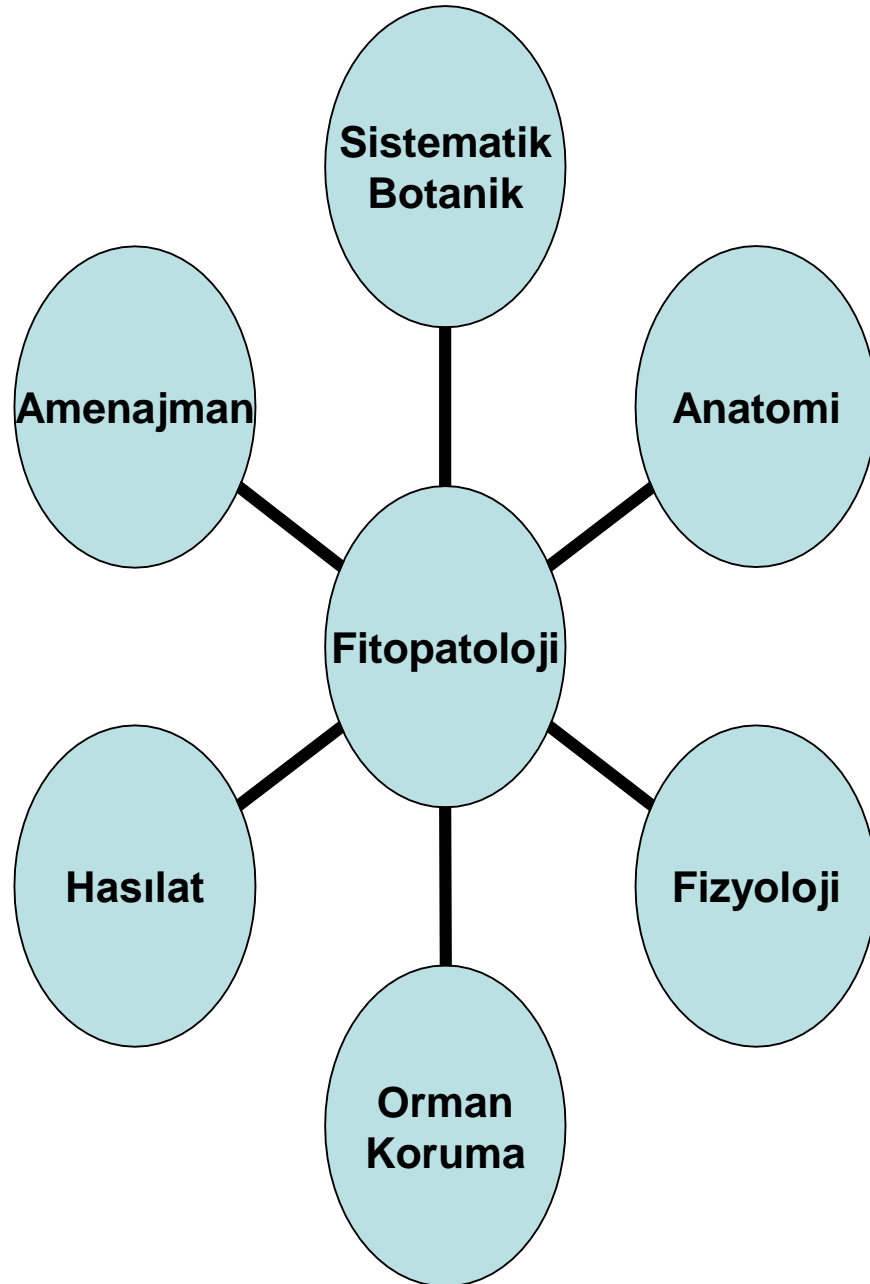 Sistematik
Botanik
Amenajman
Anatomi
Fitopatoloji
Hasılat
Fizyoloji
Orman
Koruma